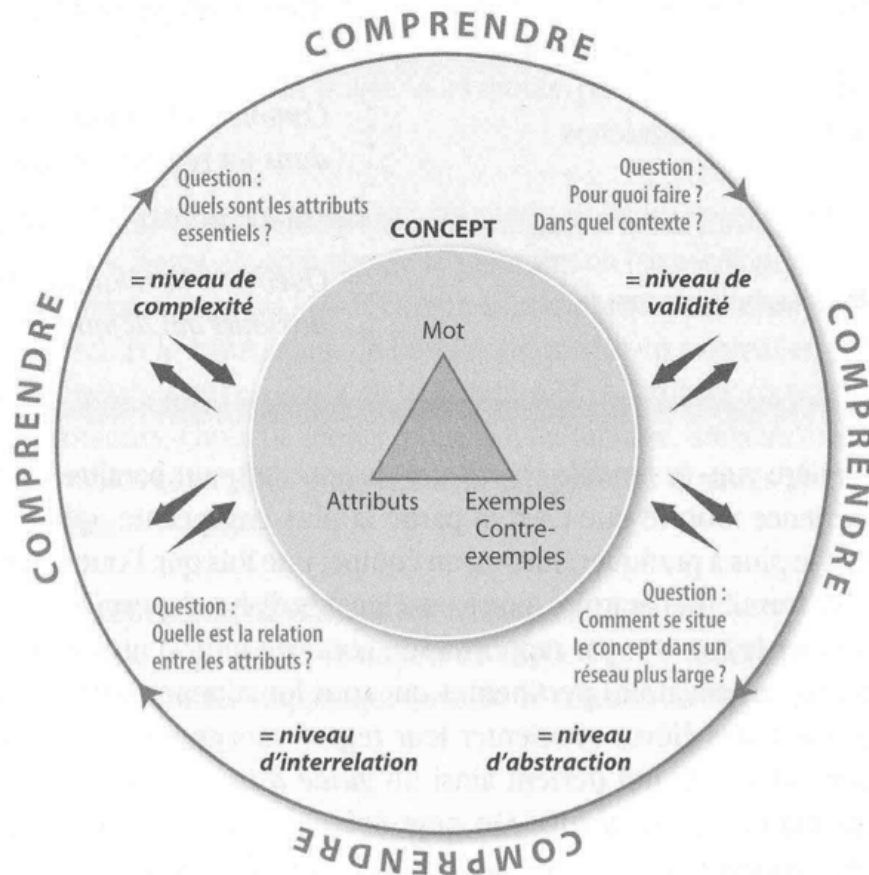 COMPRENDRE
Question :
Quels sont les attributs
essentiels ?
= niveau de
complexité
Question :
Pour quoi faire ?
Dans quel contexte ?
= niveau de
validité
CONCEPT
Mot
Attributs
Exemples
Contre-
exemples
COMPRENDRE
COMPRENDRE
Question :
Quelle est la relation
entre les attributs ?
= niveau
d’interrelation
Question :
Comment se situe
le concept dans un
réseau plus large ?
= niveau
d’abstraction
COMPRENDRE